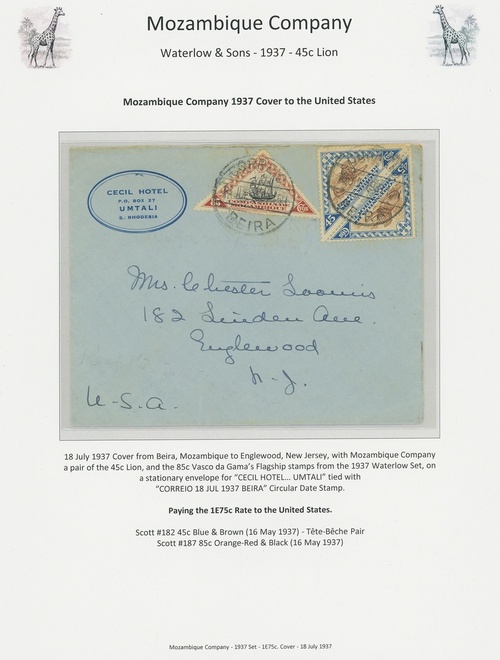 Mozambique Company
Waterlow & Sons - 1937 - 45c Lion
Mozambique Company 1937 Cover to the United States
CECIL HOTEL
P.O. BOX 27
UMTALI
S. RHODESIA
CORREIO
BEIRA
Mrs. Chester Loomis
182 Linden Ave.
Englewood
N-J.
U-S.A.
18 July 1937 Cover from Beira, Mozambique to Englewood, New Jersey, with Mozambique Company
a pair of the 45c Lion, and the 85c Vasco da Gama's Flagship stamps from the 1937 Waterlow Set, on
a stationary envelope for "CECIL HOTEL... UMTALI" tied with
"CORREIO 18 JUL 1937 BEIRA" Circular Date Stamp.
Paying the 1E75c Rate to the United States.
Scott #182 45c Blue & Brown (16 May 1937) - Tête-Bêche Pair
Scott #187 85c Orange-Red & Black (16 May 1937)
Mozambique Company - 1937 Set - 1E75c. Cover - 18 July 1937